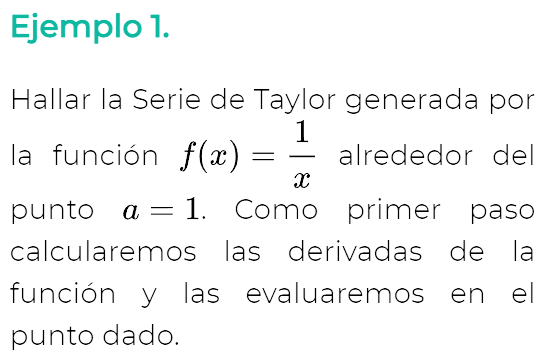 Ejemplo 1.
Hallar la Serie de Taylor generada por
la función f(x) = 1/x alrededor del
punto a = 1. Como primer paso
calcularemos las derivadas de la
función y las evaluaremos en el
punto dado.